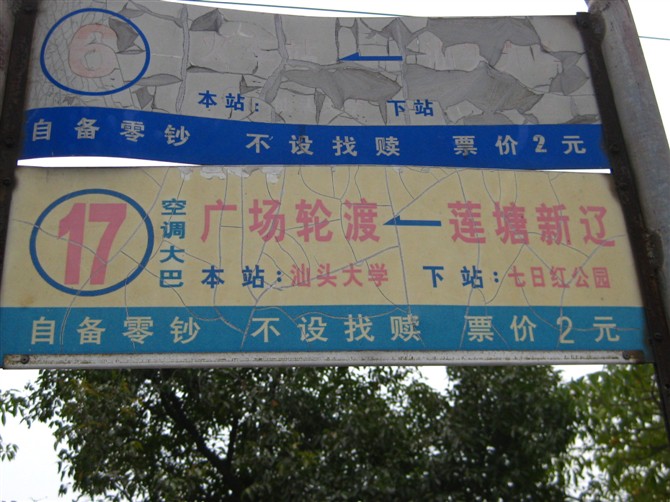 6
本站： 下站
自备零钞 不设找赎 票价2元
17 空调大巴 广场轮渡 ← 莲塘新辽
本站：汕头大学 下站：七日红公园
自备零钞 不设找赎 票价2元